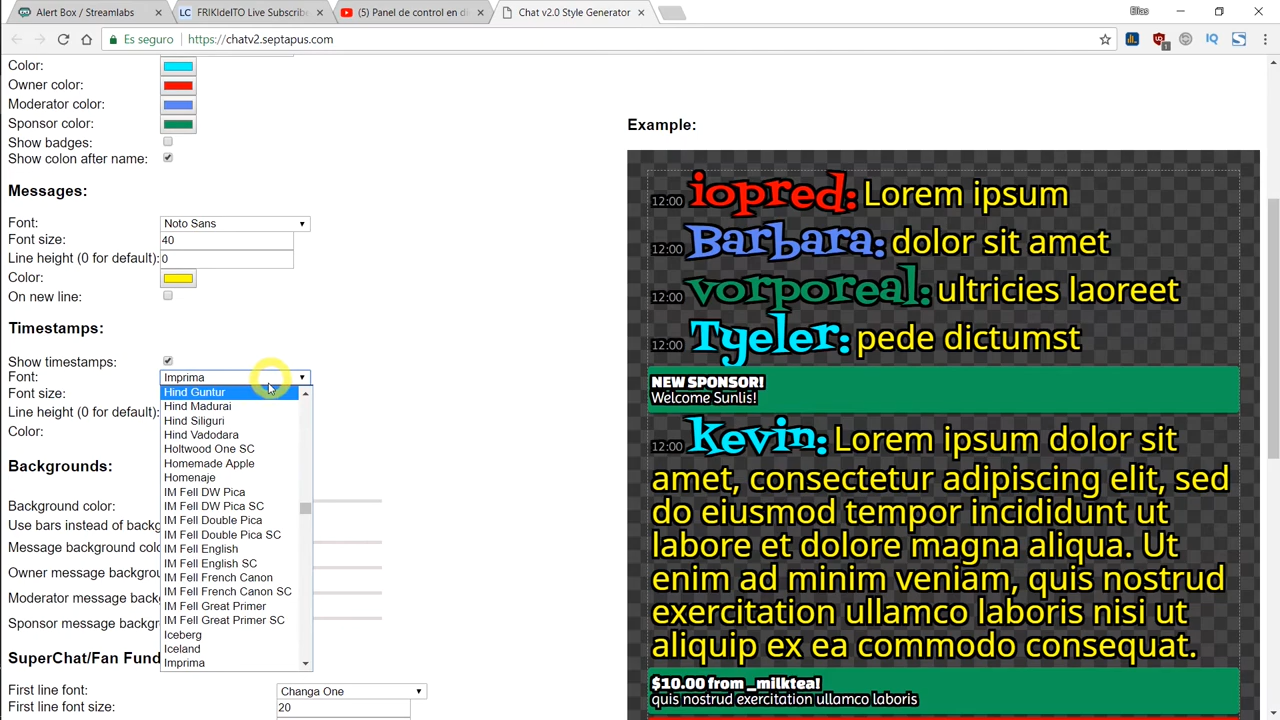 Alert Box / Streamlabs
FRIKIdeITO Live Subscribe
(5) Panel de control en di
Chat v2.0 Style Generator
Elias
Es seguro
https://chatv2.septapus.com
Color:
Owner color:
Moderator color:
Sponsor color:
Show badges:
Show colon after name:
Messages:
Font:
Noto Sans
Font size:
40
Line height (0 for default):
0
Color:
On new line:
Timestamps:
Show timestamps:
Font:
Imprima
Font size:
Line height (0 for default):
Color:
Hind Guntur
Hind Madurai
Hind Siliguri
Hind Vadodara
Holtwood One SC
Homemade Apple
Homenaje
IM Fell DW Pica
IM Fell DW Pica SC
IM Fell Double Pica
IM Fell Double Pica SC
IM Fell English
IM Fell English SC
IM Fell French Canon
IM Fell French Canon SC
IM Fell Great Primer
IM Fell Great Primer SC
Iceberg
Iceland
Imprima
Backgrounds:
Background color:
Use bars instead of backg
Message background colo
Owner message backgrou
Moderator message back
Sponsor message backgr
SuperChat/Fan Fund
First line font:
Changa One
First line font size:
20
Example:
12:00 iopred: Lorem ipsum
12:00 Barbara: dolor sit amet
12:00 vorporeal: ultricies laoreet
12:00 Tyeler: pede dictumst
NEW SPONSOR!
Welcome Sunlis!
12:00 kevin: Lorem ipsum dolor sit
amet, consectetur adipiscing elit, sed
do eiusmod tempor incididunt ut
labore et dolore magna aliqua. Ut
enim ad minim veniam, quis nostrud
exercitation ullamco laboris nisi ut
aliquip ex ea commodo consequat.
$10.00 from _milktea!
quis nostrud exercitation ullamco laboris